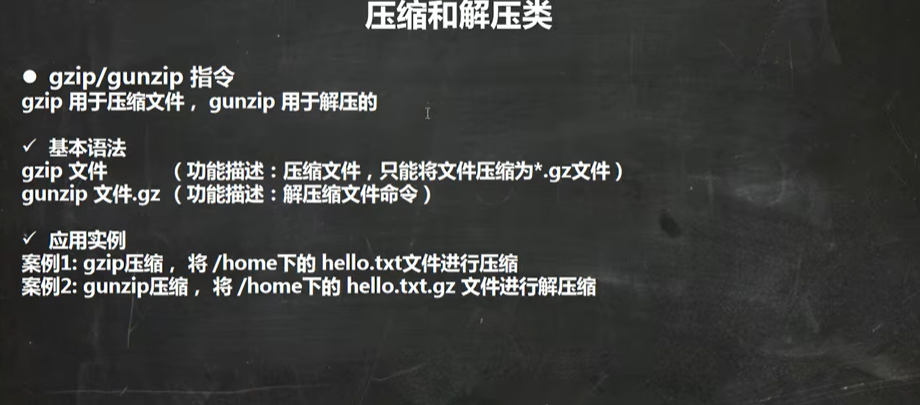 压缩和解压类
● gzip/gunzip 指令
gzip 用于压缩文件， gunzip 用于解压的
✓ 基本语法
gzip 文件 （功能描述：压缩文件，只能将文件压缩为*.gz文件）
gunzip 文件.gz （功能描述：解压缩文件命令）
✓ 应用实例
案例1: gzip压缩， 将 /home下的 hello.txt文件进行压缩
案例2: gunzip压缩， 将 /home下的 hello.txt.gz 文件进行解压缩